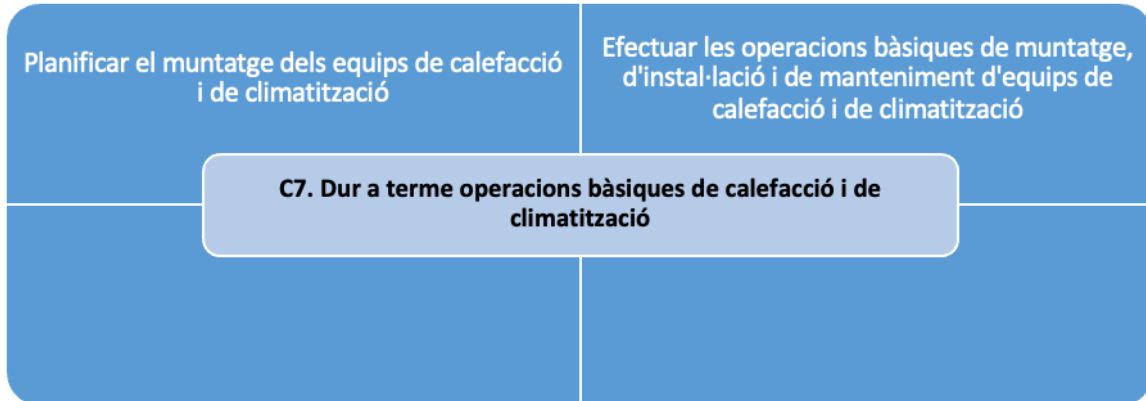 Planificar el muntatge dels equips de calefacció
i de climatització
Efectuar les operacions bàsiques de muntatge,
d'instal·lació i de manteniment d'equips de
calefacció i de climatització
C7. Dur a terme operacions bàsiques de calefacció i de
climatització